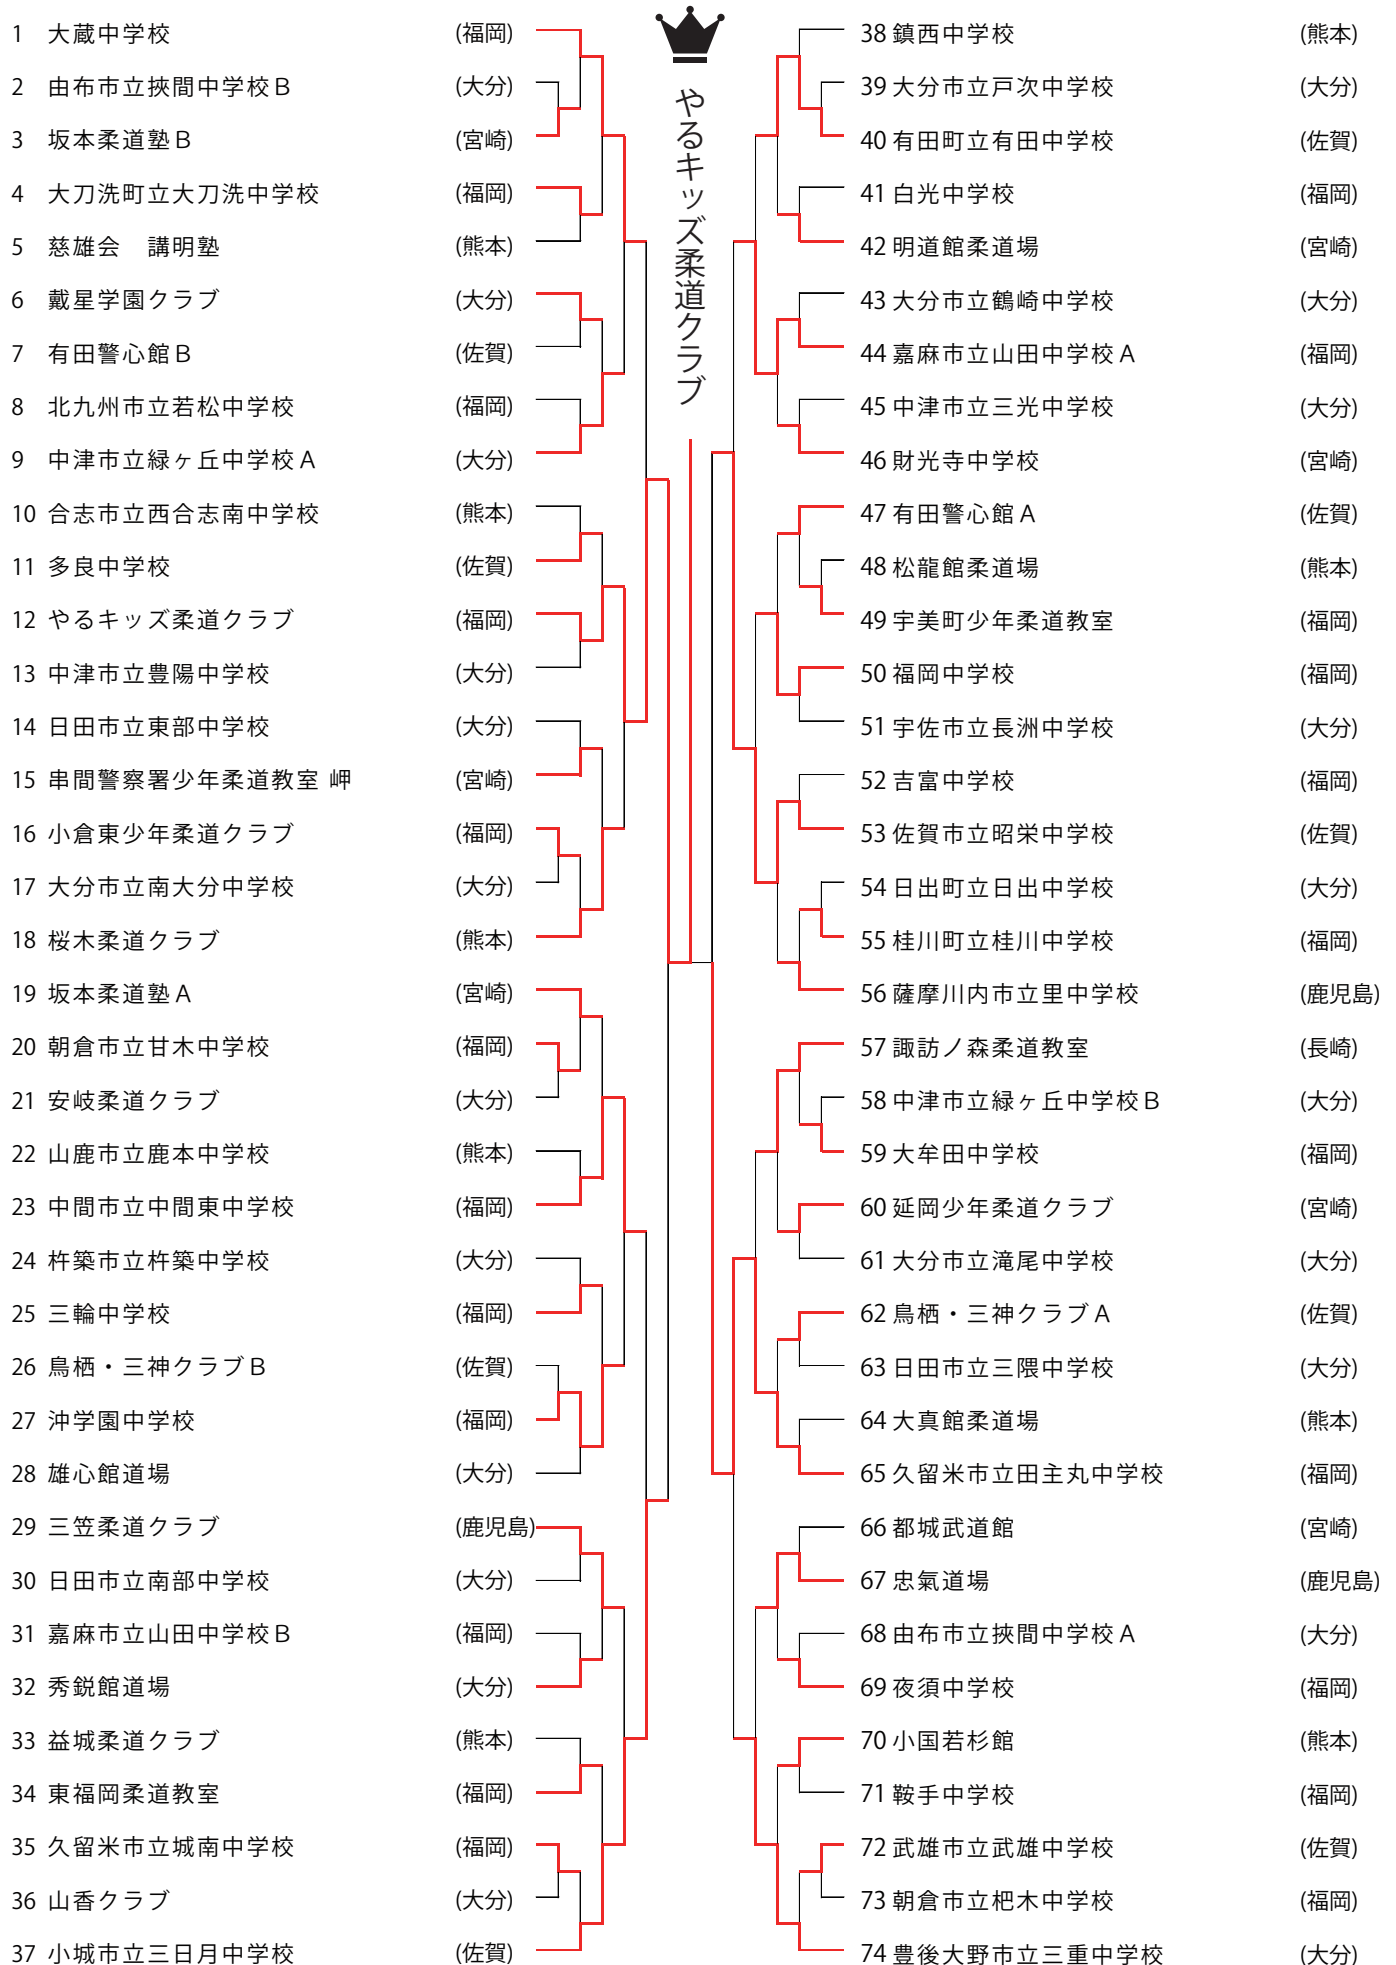 やるキッズ柔道クラブ
1 大蔵中学校 (福岡)
2 由布市立挾間中学校B (大分)
3 坂本柔道塾B (宮崎)
4 大刀洗町立大刀洗中学校 (福岡)
5 慈雄会 講明塾 (熊本)
6 戴星学園クラブ (大分)
7 有田警心館B (佐賀)
8 北九州市立若松中学校 (福岡)
9 中津市立緑ヶ丘中学校A (大分)
10 合志市立西合志南中学校 (熊本)
11 多良中学校 (佐賀)
12 やるキッズ柔道クラブ (福岡)
13 中津市立豊陽中学校 (大分)
14 日田市立東部中学校 (大分)
15 串間警察署少年柔道教室 岬 (宮崎)
16 小倉東少年柔道クラブ (福岡)
17 大分市立南大分中学校 (大分)
18 桜木柔道クラブ (熊本)
19 坂本柔道塾A (宮崎)
20 朝倉市立甘木中学校 (福岡)
21 安岐柔道クラブ (大分)
22 山鹿市立鹿本中学校 (熊本)
23 中間市立中間東中学校 (福岡)
24 杵築市立杵築中学校 (大分)
25 三輪中学校 (福岡)
26 鳥栖・三神クラブB (佐賀)
27 沖学園中学校 (福岡)
28 雄心館道場 (大分)
29 三笠柔道クラブ (鹿児島)
30 日田市立南部中学校 (大分)
31 嘉麻市立山田中学校B (福岡)
32 秀鋭館道場 (大分)
33 益城柔道クラブ (熊本)
34 東福岡柔道教室 (福岡)
35 久留米市立城南中学校 (福岡)
36 山香クラブ (大分)
37 小城市立三日月中学校 (佐賀)
38 鎮西中学校 (熊本)
39 大分市立戸次中学校 (大分)
40 有田町立有田中学校 (佐賀)
41 白光中学校 (福岡)
42 明道館柔道場 (宮崎)
43 大分市立鶴崎中学校 (大分)
44 嘉麻市立山田中学校A (福岡)
45 中津市立三光中学校 (大分)
46 財光寺中学校 (宮崎)
47 有田警心館A (佐賀)
48 松龍館柔道場 (熊本)
49 宇美町少年柔道教室 (福岡)
50 福岡中学校 (福岡)
51 宇佐市立長洲中学校 (大分)
52 吉富中学校 (福岡)
53 佐賀市立昭栄中学校 (佐賀)
54 日出町立日出中学校 (大分)
55 桂川町立桂川中学校 (福岡)
56 薩摩川内市立里中学校 (鹿児島)
57 諏訪ノ森柔道教室 (長崎)
58 中津市立緑ヶ丘中学校B (大分)
59 大牟田中学校 (福岡)
60 延岡少年柔道クラブ (宮崎)
61 大分市立滝尾中学校 (大分)
62 鳥栖・三神クラブA (佐賀)
63 日田市立三隈中学校 (大分)
64 大真館柔道場 (熊本)
65 久留米市立田主丸中学校 (福岡)
66 都城武道館 (宮崎)
67 忠氣道場 (鹿児島)
68 由布市立挾間中学校A (大分)
69 夜須中学校 (福岡)
70 小国若杉館 (熊本)
71 鞍手中学校 (福岡)
72 武雄市立武雄中学校 (佐賀)
73 朝倉市立杷木中学校 (福岡)
74 豊後大野市立三重中学校 (大分)